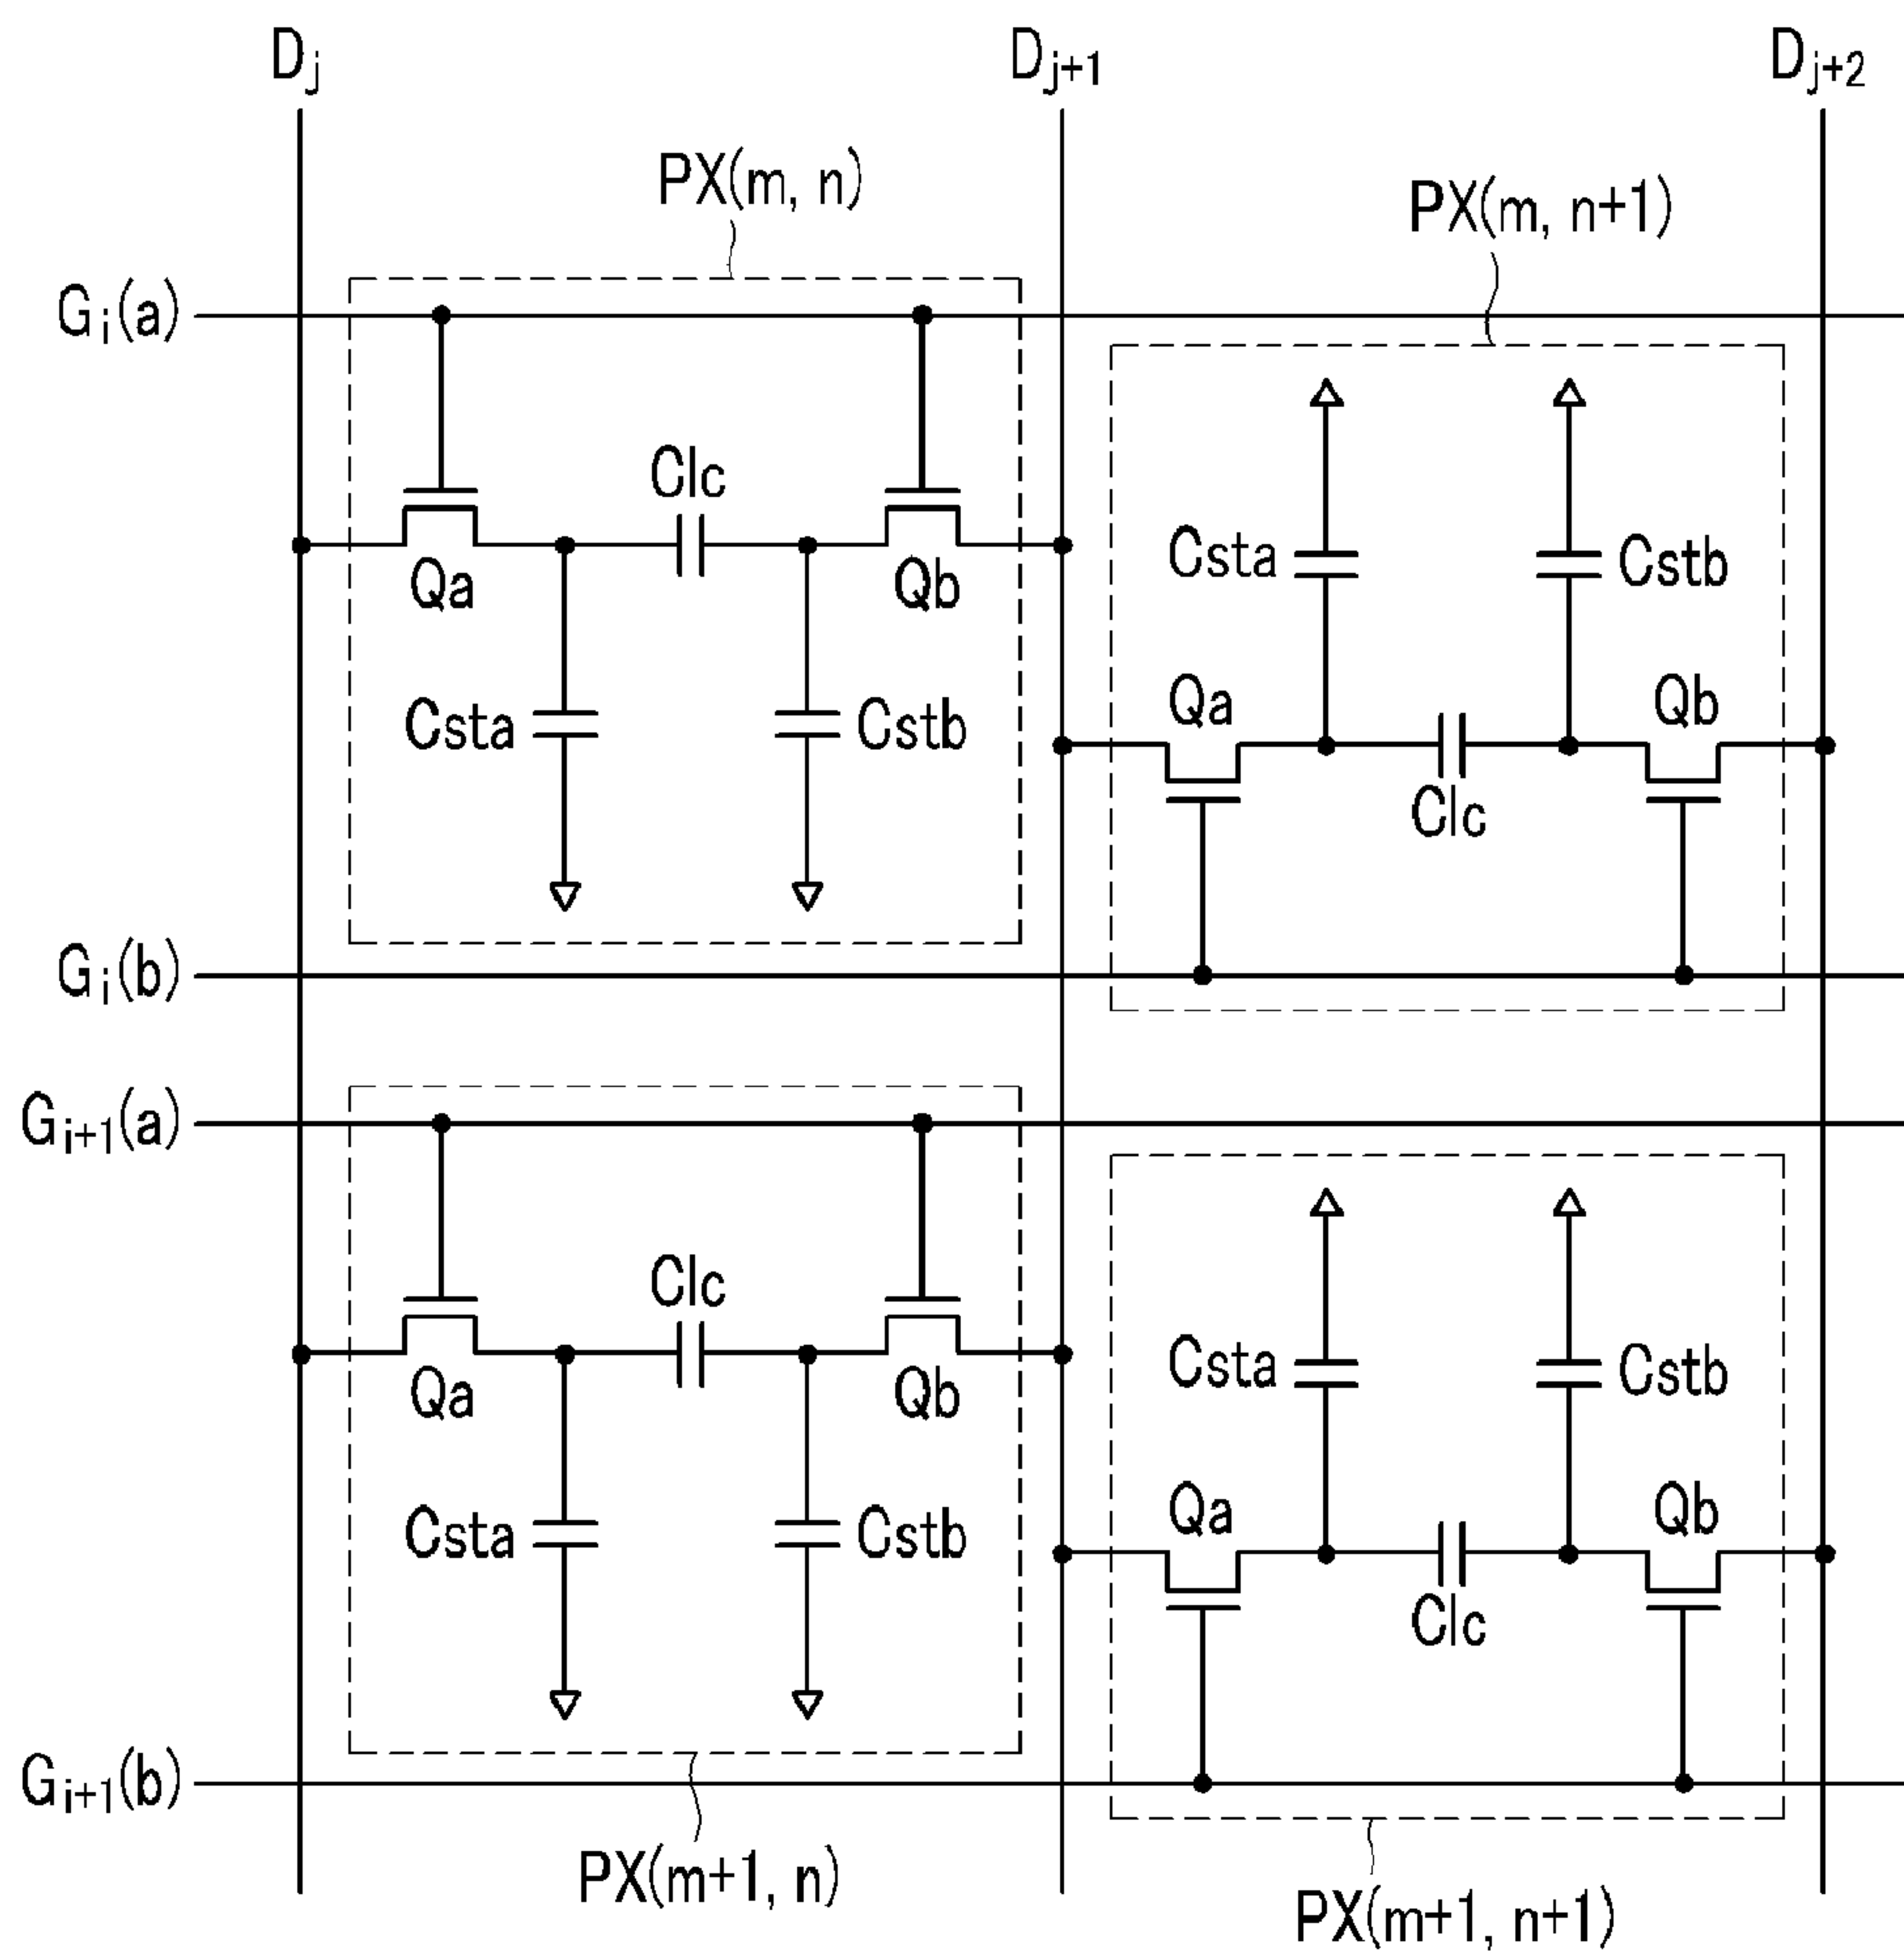 Dj Dj+1 Dj+2
PX(m, n)
PX(m, n+1)
Gi(a)
Clc
Csta Cstb
Qa Qb
Qa Qb
Csta Cstb
Clc
Gi(b)
Gi+1(a)
Clc
Csta Cstb
Qa Qb
Qa Qb
Csta Cstb
Clc
Gi+1(b)
PX(m+1, n)
PX(m+1, n+1)